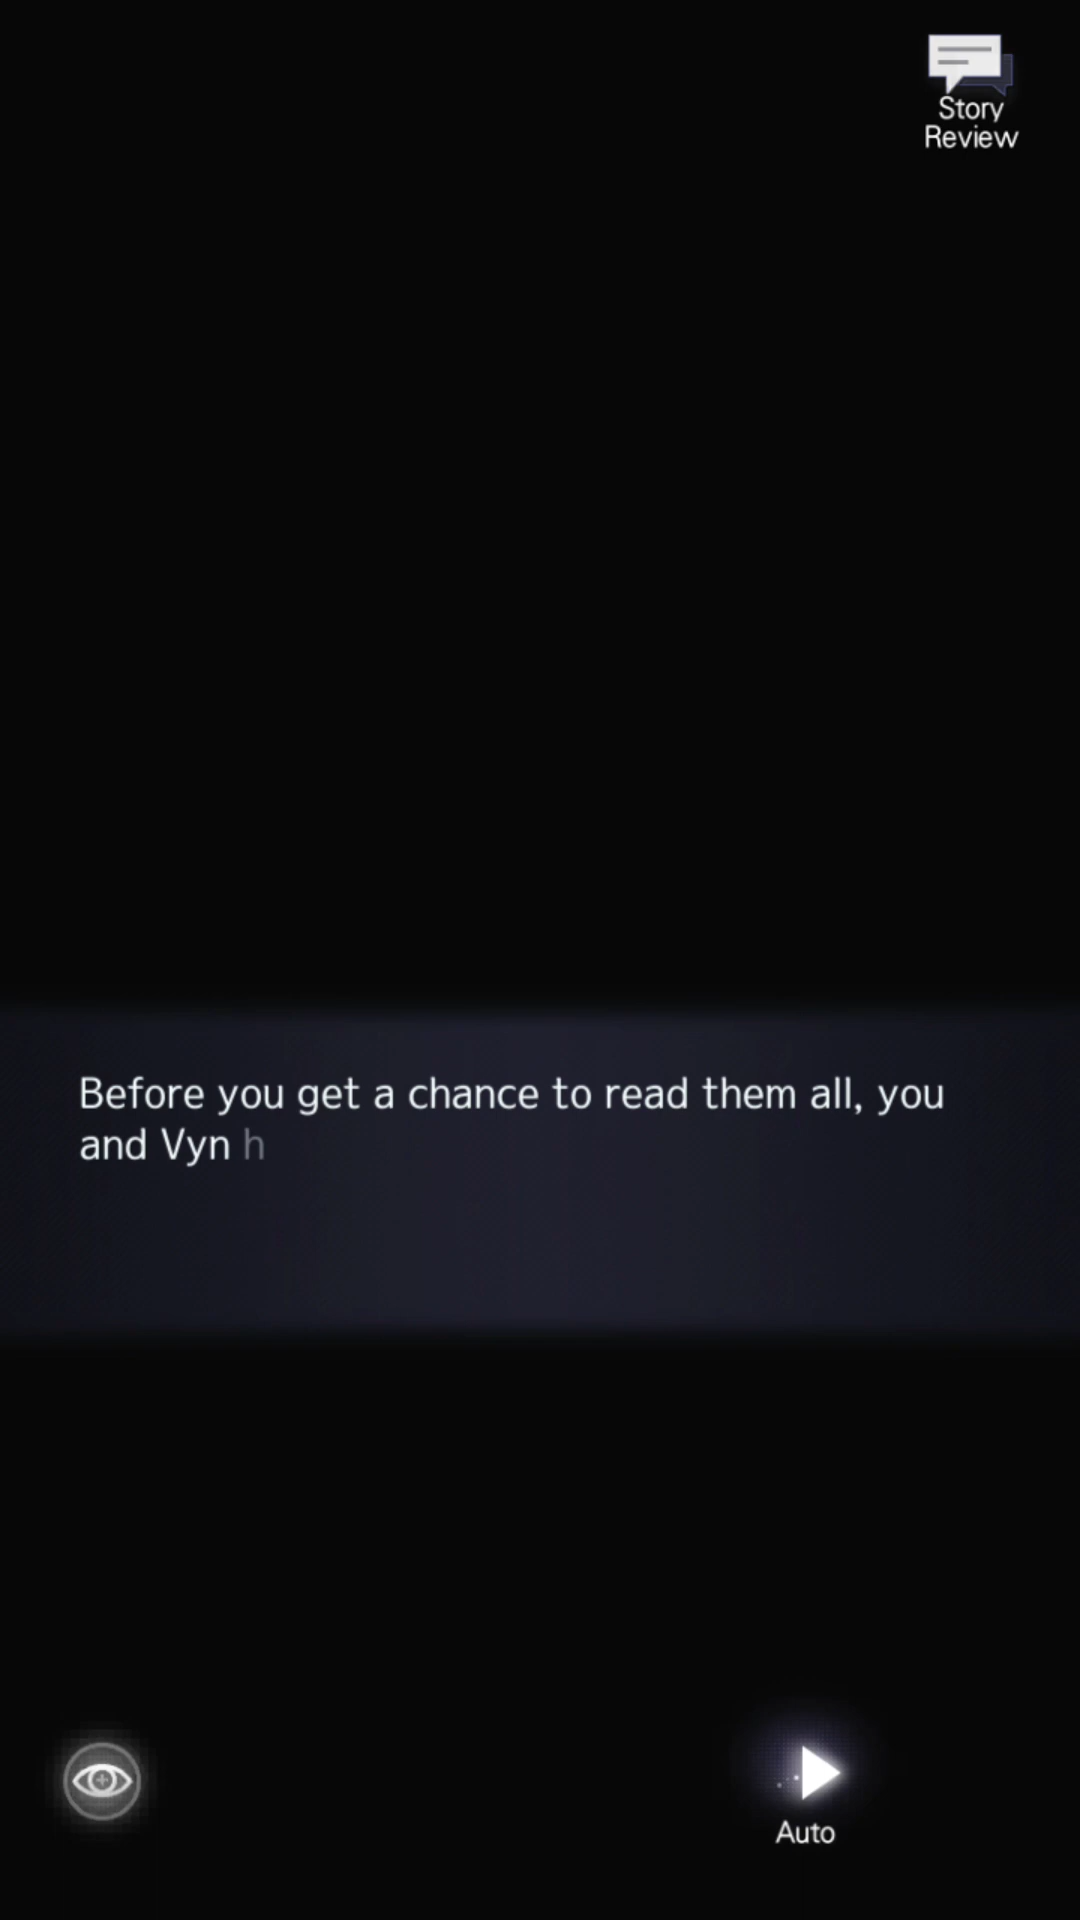 Story
Review
Before you get a chance to read them all, you
and Vyn h
Auto